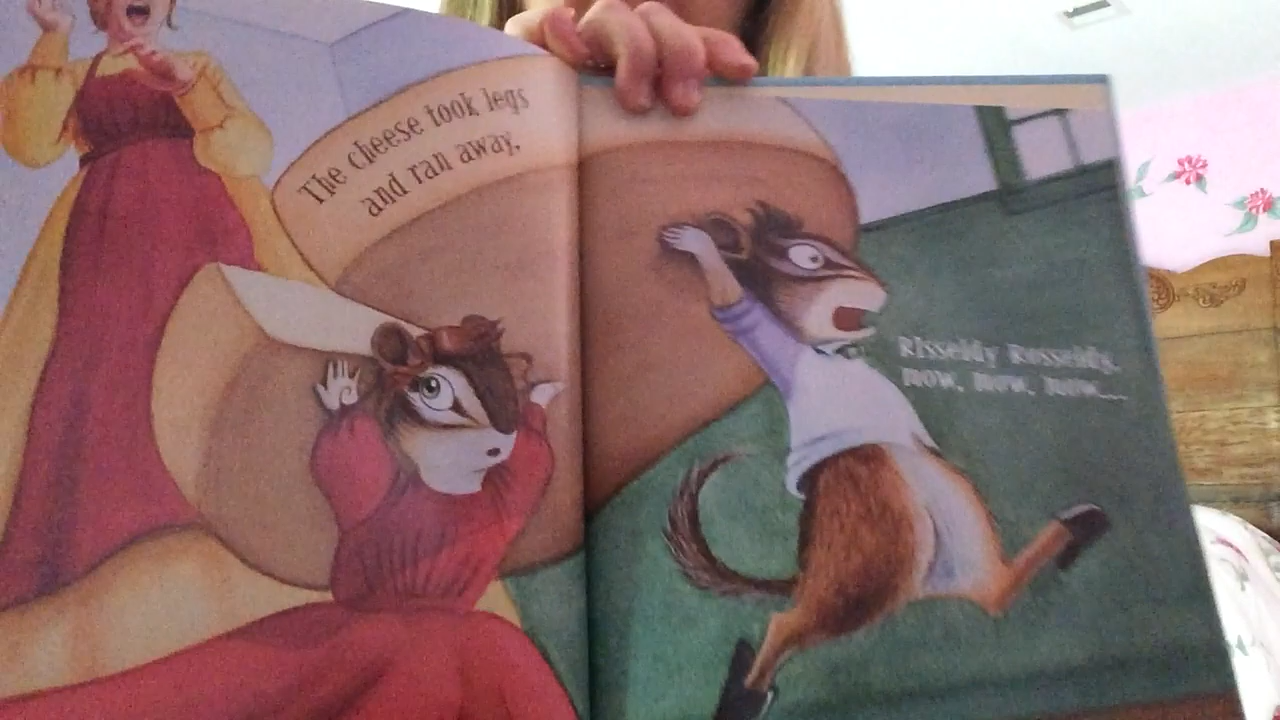 The cheese took legs
and ran away,
Risseldy Rosseldy,
now, now, now....